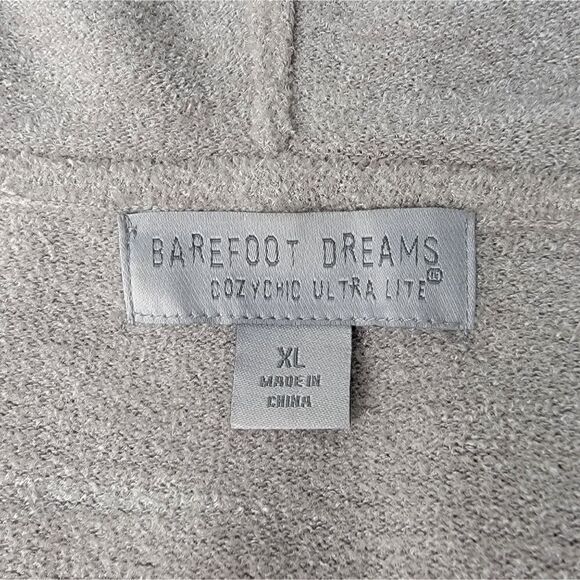 BAREFOOT DREAMS
COZYCHIC ULTRA LITE
XL
MADE IN
CHINA